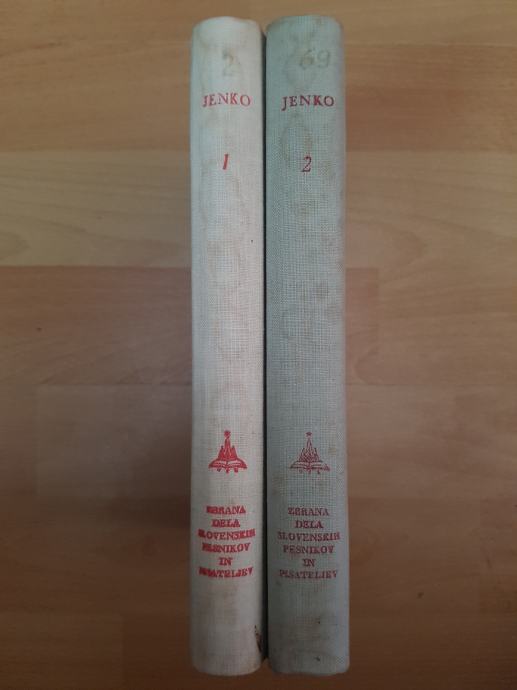 2
JENKO
1
ZBRANA
DELA
SLOVENSKIH
PESNIKOV
IN
PISATELJEV
69
JENKO
2
ZBRANA
DELA
SLOVENSKIH
PESNIKOV
IN
PISATELJEV